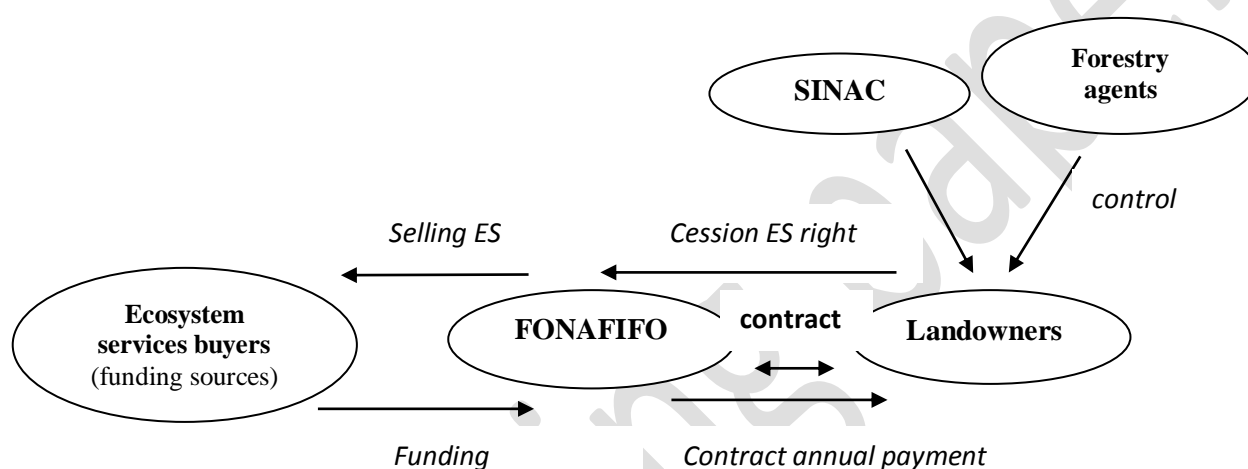 SINAC
Forestry
agents
control
Selling ES
Cession ES right
Ecosystem
services buyers
(funding sources)
FONAFIFO
contract
Landowners
Funding
Contract annual payment